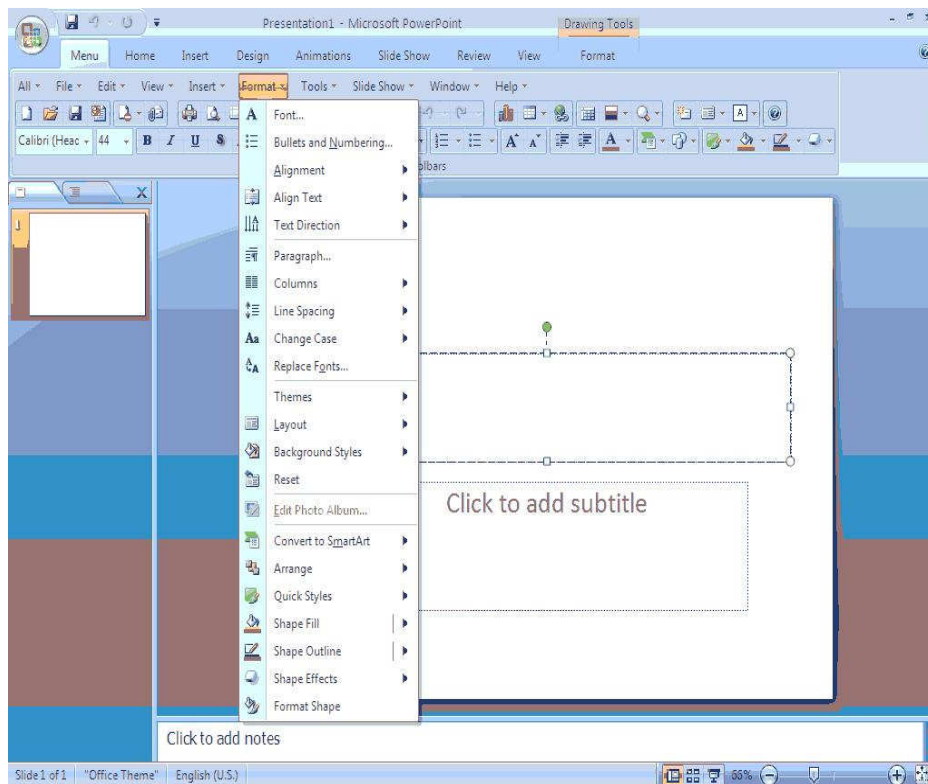 Presentation1 - Microsoft PowerPoint
Drawing Tools
Menu Home Insert Design Animations Slide Show Review View Format
All File Edit View Insert Format Tools Slide Show Window Help
Calibri (Heac 44 B I U S
lbars
1
Font...
Bullets and Numbering...
Alignment
Align Text
Text Direction
Paragraph...
Columns
Line Spacing
Change Case
Replace Fonts...
Themes
Layout
Background Styles
Reset
Edit Photo Album...
Convert to SmartArt
Arrange
Quick Styles
Shape Fill
Shape Outline
Shape Effects
Format Shape
Click to add subtitle
Click to add notes
Slide 1 of 1 "Office Theme" English (U.S.) 55%